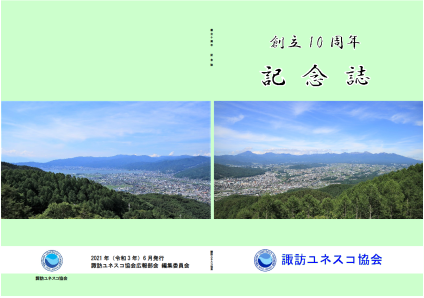 創立10周年
記念誌
諏訪ユネスコ協会
2021年（令和3年）6月発行
諏訪ユネスコ協会広報部会 編集委員会
諏訪ユネスコ協会